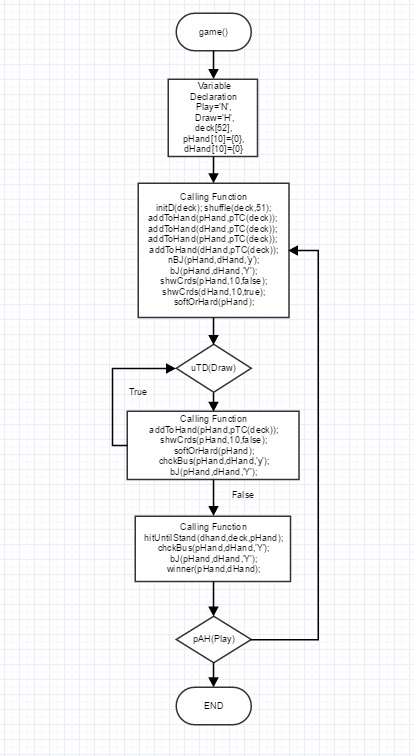 game()
Variable
Declaration
Play='N',
Draw='H',
deck[52],
pHand[10]={0},
dHand[10]={0}
Calling Function
initD(deck); shuffle(deck,51);
addToHand(pHand,pTC(deck));
addToHand(dHand,pTC(deck));
addToHand(pHand,pTC(deck));
addToHand(dHand,pTC(deck));
nBJ(pHand,dHand,'y');
bJ(pHand,dHand,'Y');
shwCrds(pHand,10,false);
shwCrds(dHand,10,true);
softOrHard(pHand);
uTD(Draw)
True
Calling Function
addToHand(pHand,pTC(deck));
shwCrds(pHand,10,false);
softOrHard(pHand);
chckBus(pHand,dHand,'y');
bJ(pHand,dHand,'Y');
False
Calling Function
hitUntilStand(dhand,deck,pHand);
chckBus(pHand,dHand,'Y');
bJ(pHand,dHand,'Y');
winner(pHand,dHand);
pAH(Play)
END